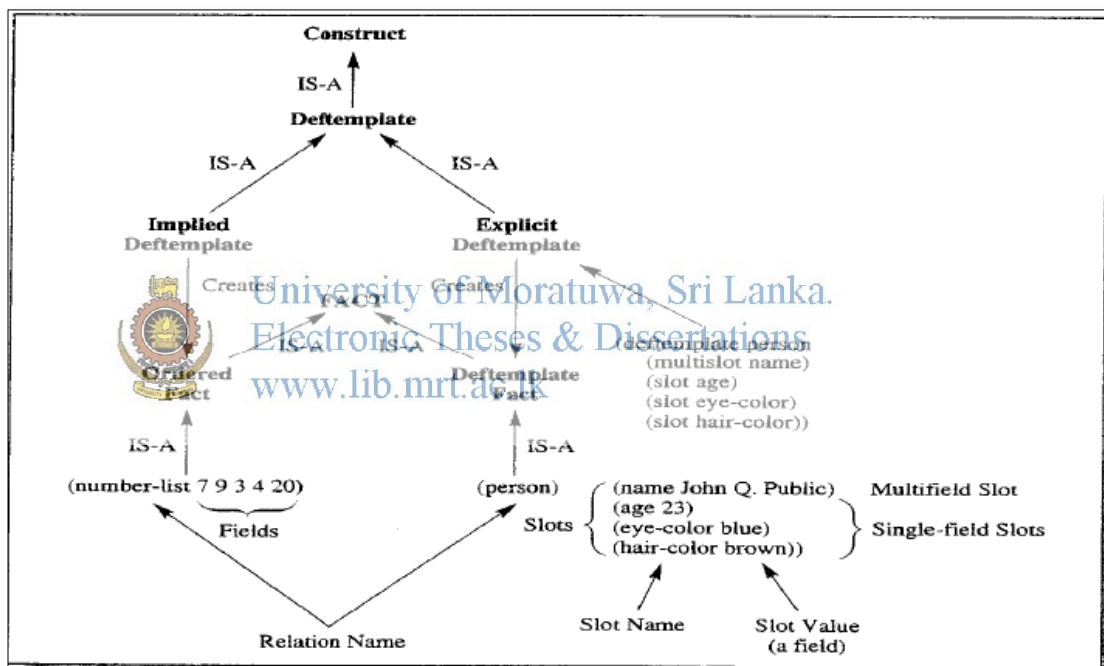 Construct
IS-A
Deftemplate
IS-A IS-A
Implied Explicit
Deftemplate Deftemplate
Creates Creates
University of Moratuwa, Sri Lanka.
FACT
Electronic Theses & Dissertations
IS-A IS-A
www.lib.mrt.ac.lk
Ordered Deftemplate
Fact Fact
(deftemplate person
(multislot name)
(slot age)
(slot eye-color)
(slot hair-color))
IS-A IS-A
(number-list 7 9 3 4 20)
Fields
(person)
Slots
(name John Q. Public)
(age 23)
(eye-color blue)
(hair-color brown))
Multifield Slot
Single-field Slots
Relation Name
Slot Name
Slot Value
(a field)